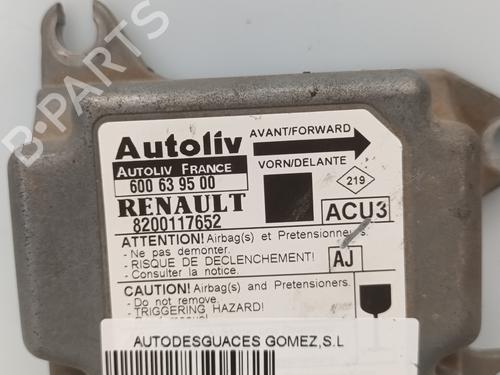 B-PARTS
Autoliv
AVANT/FORWARD
AUTOLIV FRANCE
VORN/DELANTE
600 63 95 00
219
RENAULT
ACU3
8200117652
ATTENTION! Airbag(s) et Pretensionneurs.
- Ne pas demonter.
- RISQUE DE DECLENCHEMENT!
- Consulter la notice.
AJ
CAUTION! Airbag(s) and Pretensioners.
- Do not remove.
- TRIGGERING HAZARD!
AUTODESGUACES GOMEZ,S.L